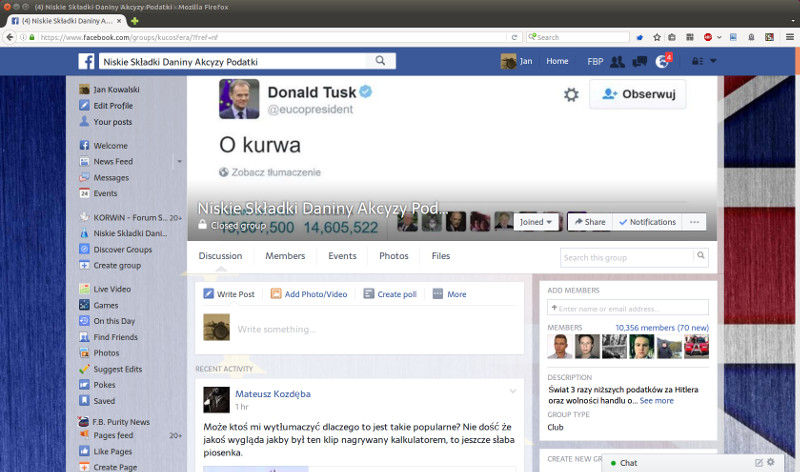 (4) Niskie Składki Daniny Akcyzy Podatki - Mozilla Firefox
(4) Niskie Składki Daniny A...
https://www.facebook.com/groups/kucosfera/?fref=nf
Search
Niskie Składki Daniny Akcyzy Podatki
Jan
Home
FBP
4
Jan Kowalski
Edit Profile
Your posts
Welcome
News Feed
Messages
Events
KORWiN - Forum S... 20+
Niskie Składki Dani...
Discover Groups
Create group
Live Video
Games
On this Day
Find Friends
Photos
Suggest Edits
Pokes
Saved
F.B. Purity News
Pages feed 20+
Like Pages
Create Page
Donald Tusk
@eucopresident
Obserwuj
O kurwa
Zobacz tłumaczenie
Niskie Składki Daniny Akcyzy Pod...
Closed group
14,605,522
Joined
Share
Notifications
Discussion
Members
Events
Photos
Files
Search this group
Write Post
Add Photo/Video
Create poll
More
Write something...
RECENT ACTIVITY
Mateusz Kozdęba
1 hr
Może ktoś mi wytłumaczyć dlaczego to jest takie popularne? Nie dość że
jakoś wygląda jakby był ten klip nagrywany kalkulatorem, to jeszcze słaba
piosenka.
ADD MEMBERS
Enter name or email address...
MEMBERS
10,356 members (70 new)
DESCRIPTION
Świat 3 razy niższych podatków za Hitlera
oraz wolności handlu o... See more
GROUP TYPE
Club
CREATE NEW GR
Chat